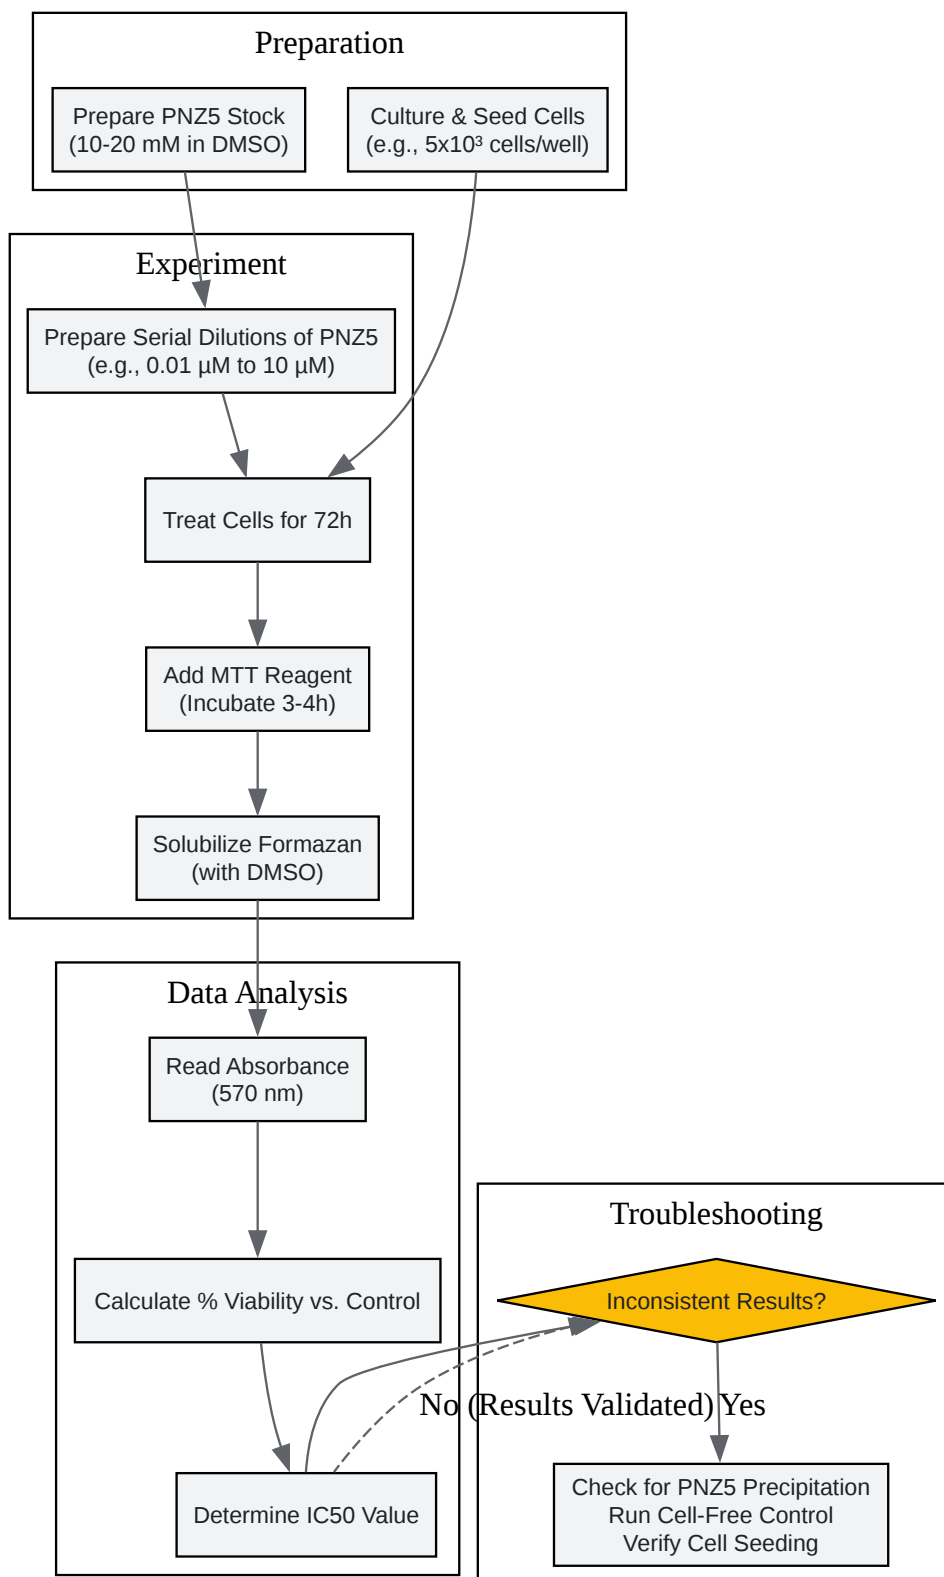 Preparation
Prepare PNZ5 Stock
(10-20 mM in DMSO)
Culture & Seed Cells
(e.g., 5x10³ cells/well)
Experiment
Prepare Serial Dilutions of PNZ5
(e.g., 0.01 µM to 10 µM)
Treat Cells for 72h
Add MTT Reagent
(Incubate 3-4h)
Solubilize Formazan
(with DMSO)
Data Analysis
Read Absorbance
(570 nm)
Calculate % Viability vs. Control
Determine IC50 Value
Troubleshooting
Inconsistent Results?
No (Results Validated)
Yes
Check for PNZ5 Precipitation
Run Cell-Free Control
Verify Cell Seeding